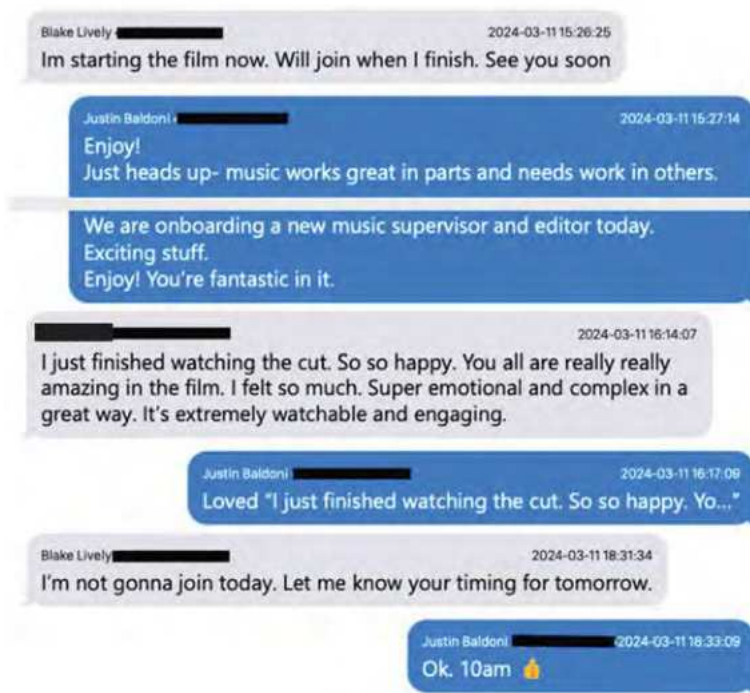 Blake Lively
2024-03-11 15:26:25
Im starting the film now. Will join when I finish. See you soon
Justin Baldoni
2024-03-11 15:27:14
Enjoy!
Just heads up- music works great in parts and needs work in others.
We are onboarding a new music supervisor and editor today.
Exciting stuff.
Enjoy! You're fantastic in it.
2024-03-11 16:14:07
I just finished watching the cut. So so happy. You all are really really
amazing in the film. I felt so much. Super emotional and complex in a
great way. It's extremely watchable and engaging.
Justin Baldoni
2024-03-11 16:17:09
Loved "I just finished watching the cut. So so happy. Yo..."
Blake Lively
2024-03-11 18:31:34
I'm not gonna join today. Let me know your timing for tomorrow.
Justin Baldoni
2024-03-11 18:33:09
Ok. 10am 👍